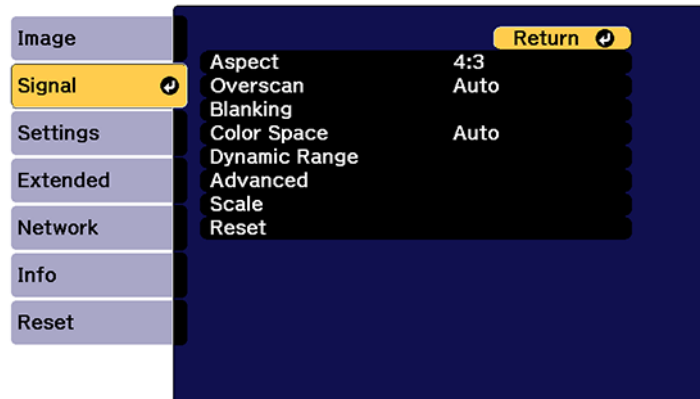 Image
Signal
Settings
Extended
Network
Info
Reset
Return
Aspect 4:3
Overscan Auto
Blanking
Color Space Auto
Dynamic Range
Advanced
Scale
Reset